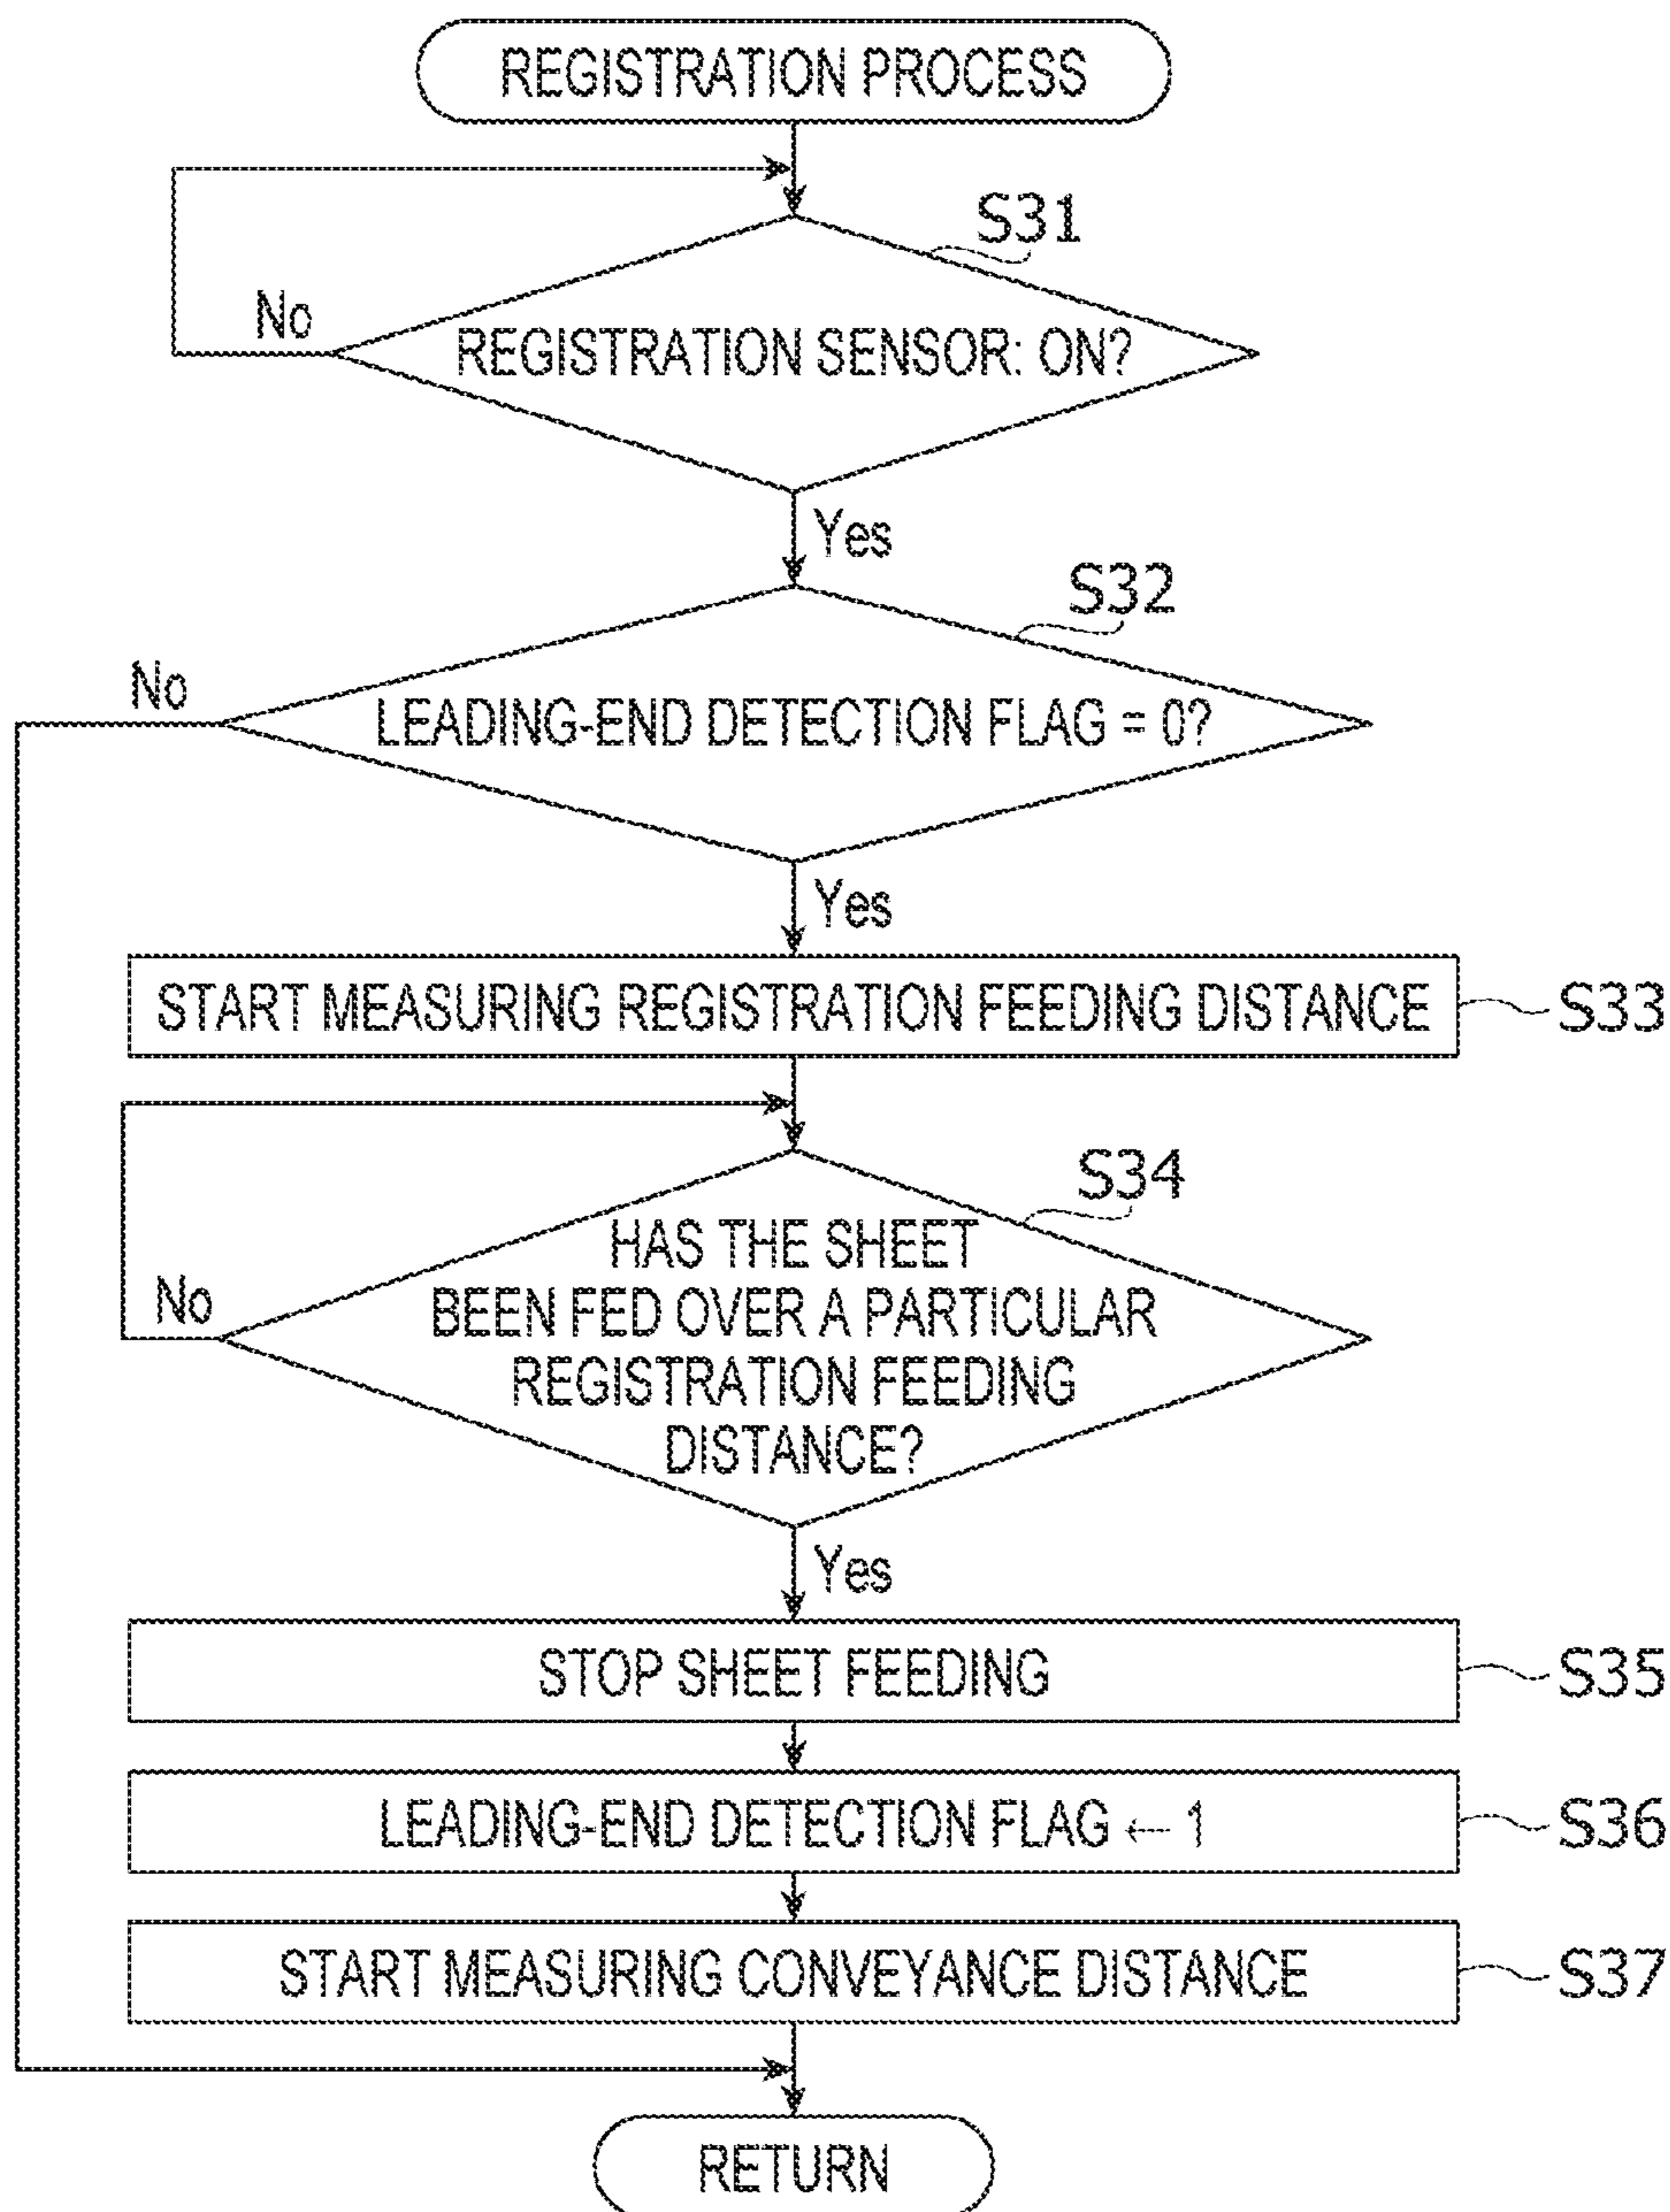 REGISTRATION PROCESS
S31
No
REGISTRATION SENSOR: ON?
Yes
S32
No
LEADING-END DETECTION FLAG = 0?
Yes
START MEASURING REGISTRATION FEEDING DISTANCE
S33
S34
HAS THE SHEET
No
BEEN FED OVER A PARTICULAR
REGISTRATION FEEDING
DISTANCE?
Yes
STOP SHEET FEEDING
S35
LEADING-END DETECTION FLAG ← 1
S36
START MEASURING CONVEYANCE DISTANCE
S37
RETURN